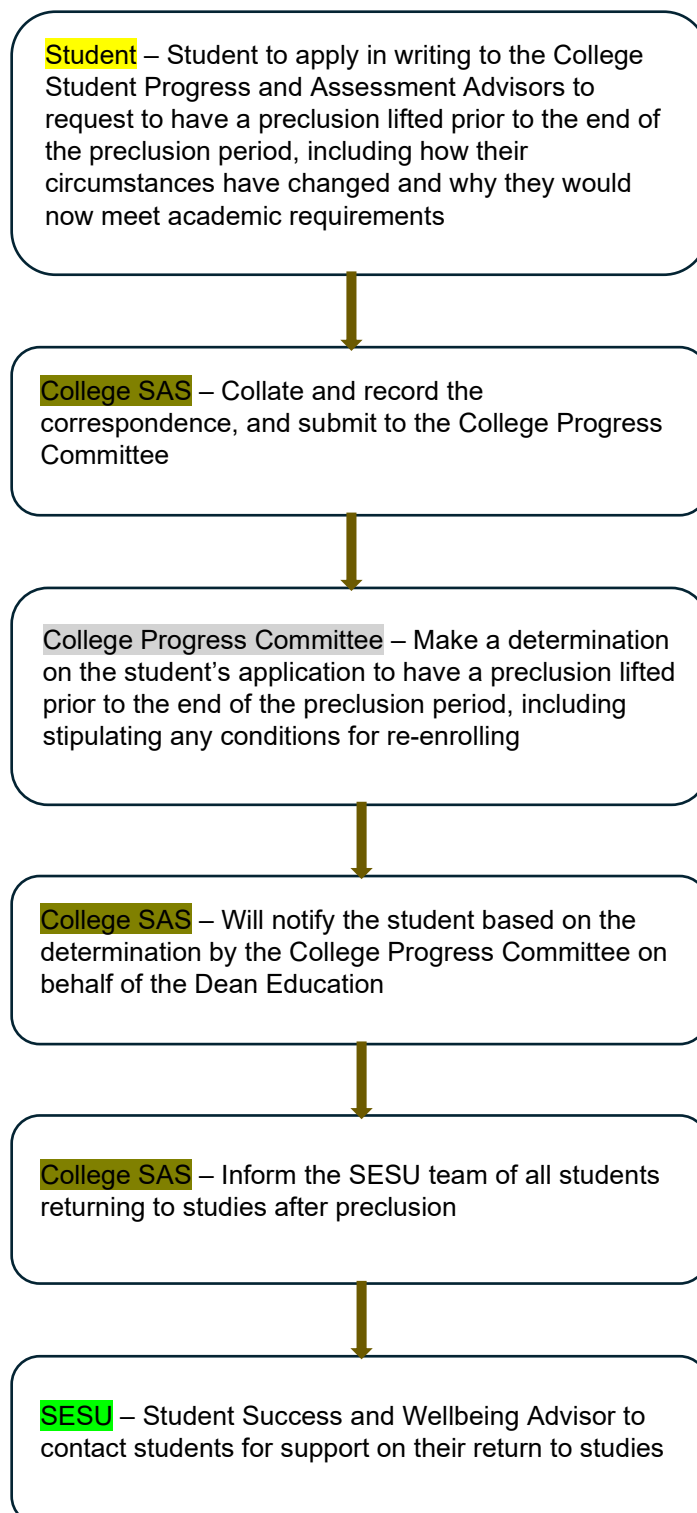 Student – Student to apply in writing to the College
Student Progress and Assessment Advisors to
request to have a preclusion lifted prior to the end of
the preclusion period, including how their
circumstances have changed and why they would
now meet academic requirements
College SAS – Collate and record the
correspondence, and submit to the College Progress
Committee
College Progress Committee – Make a determination
on the student’s application to have a preclusion lifted
prior to the end of the preclusion period, including
stipulating any conditions for re-enrolling
College SAS – Will notify the student based on the
determination by the College Progress Committee on
behalf of the Dean Education
College SAS – Inform the SESU team of all students
returning to studies after preclusion
SESU – Student Success and Wellbeing Advisor to
contact students for support on their return to studies